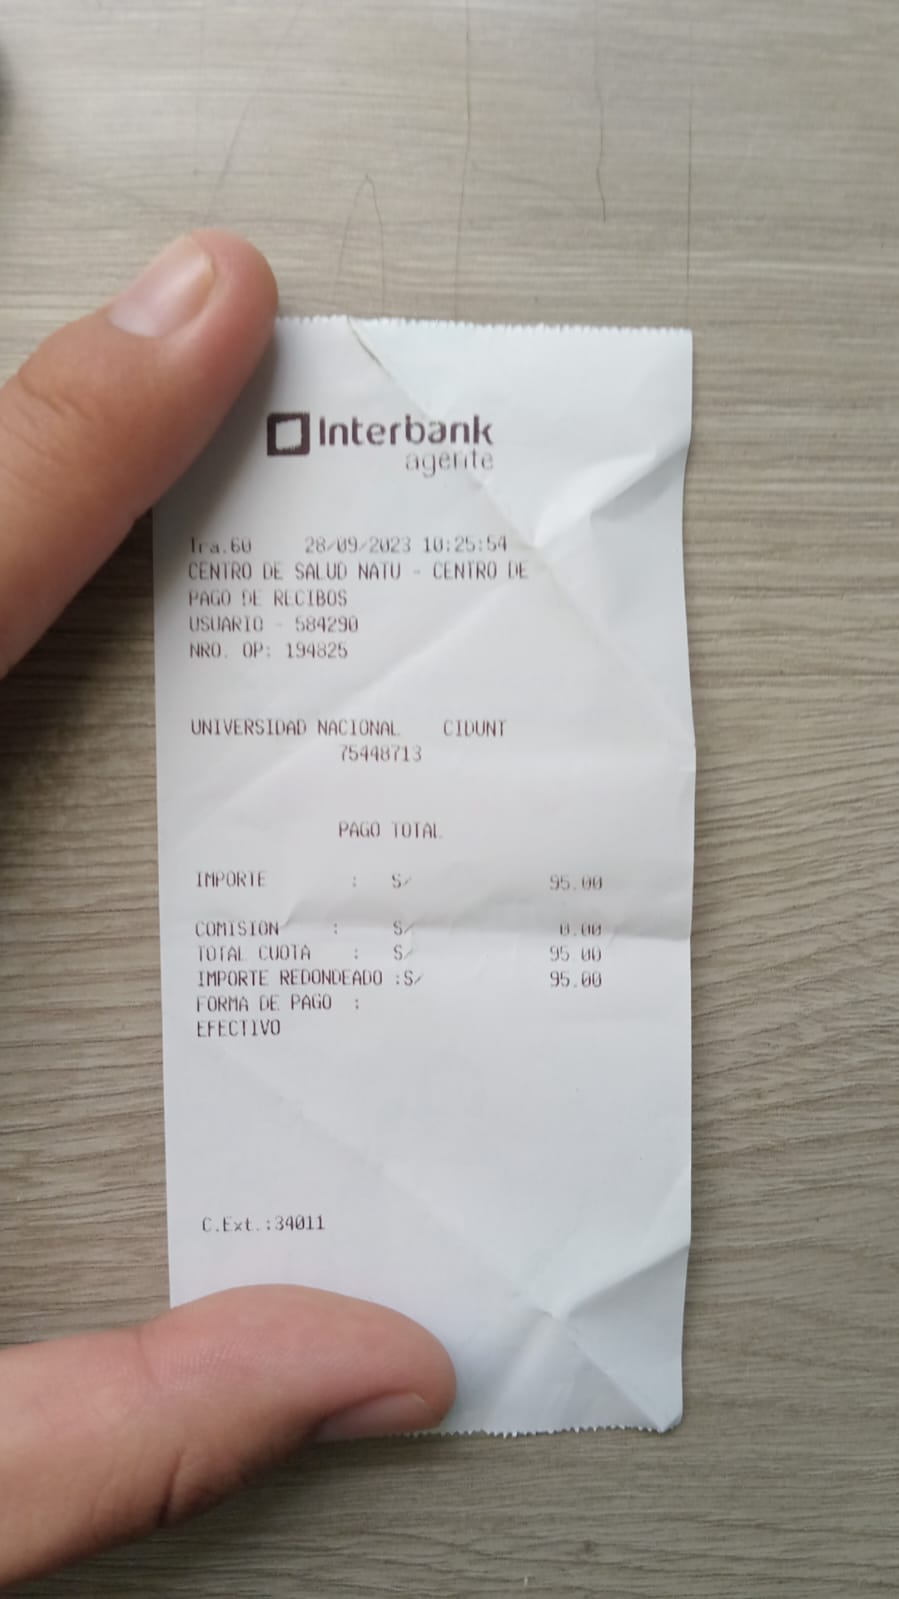 Interbank
agente
Tra.60 28/09/2023 10:25:54
CENTRO DE SALUD NATU - CENTRO DE
PAGO DE RECIBOS
USUARIO - 584290
NRO. OP: 194825
UNIVERSIDAD NACIONAL CIDUNT
75448713
PAGO TOTAL
IMPORTE : S/ 95.00
COMISION : S/ 0.00
TOTAL CUOTA : S/ 95.00
IMPORTE REDONDEADO :S/ 95.00
FORMA DE PAGO :
EFECTIVO
C.Ext.:34011